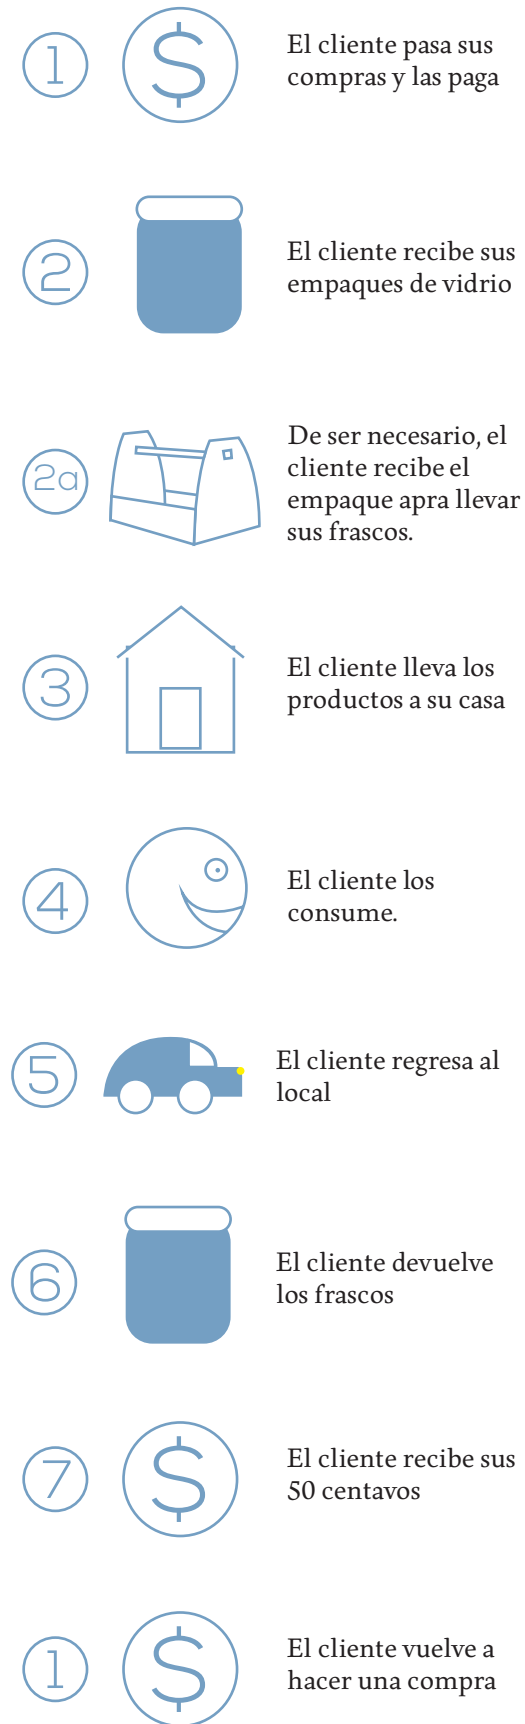 1
$
El cliente pasa sus
compras y las paga
2
El cliente recibe sus
empaques de vidrio
2a
De ser necesario, el
cliente recibe el
empaque apra llevar
sus frascos.
3
El cliente lleva los
productos a su casa
4
El cliente los
consume.
5
El cliente regresa al
local
6
El cliente devuelve
los frascos
7
$
El cliente recibe sus
50 centavos
1
$
El cliente vuelve a
hacer una compra